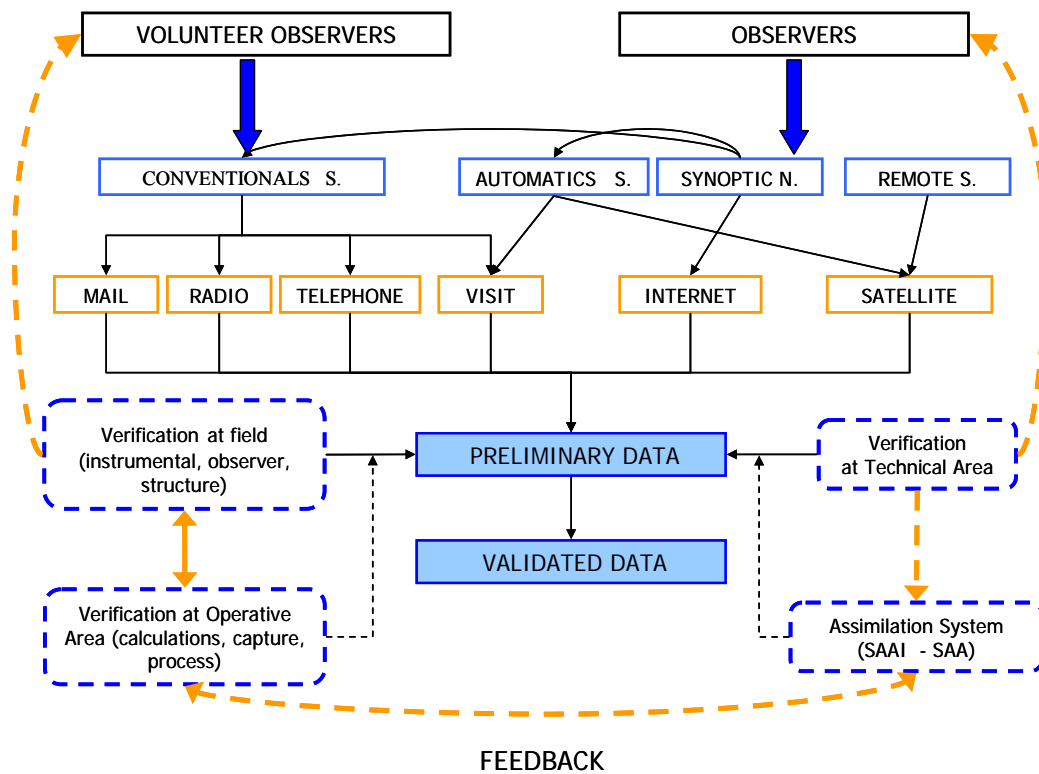 VOLUNTEER OBSERVERS
OBSERVERS
CONVENTIONALS S.
AUTOMATICS S.
SYNOPTIC N.
REMOTE S.
MAIL
RADIO
TELEPHONE
VISIT
INTERNET
SATELLITE
Verification at field
(instrumental, observer,
structure)
PRELIMINARY DATA
Verification
at Technical Area
VALIDATED DATA
Verification at Operative
Area (calculations, capture,
process)
Assimilation System
(SAAI - SAA)
FEEDBACK